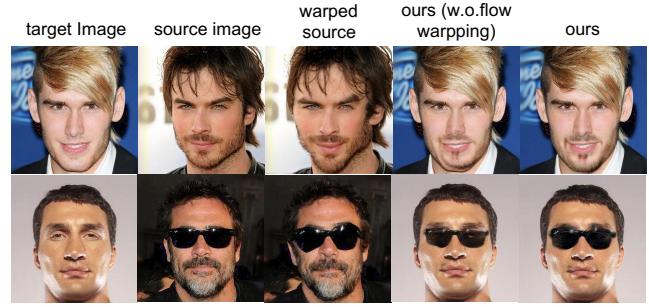 target Image
source image
warped
source
ours (w.o.flow
warpping)
ours